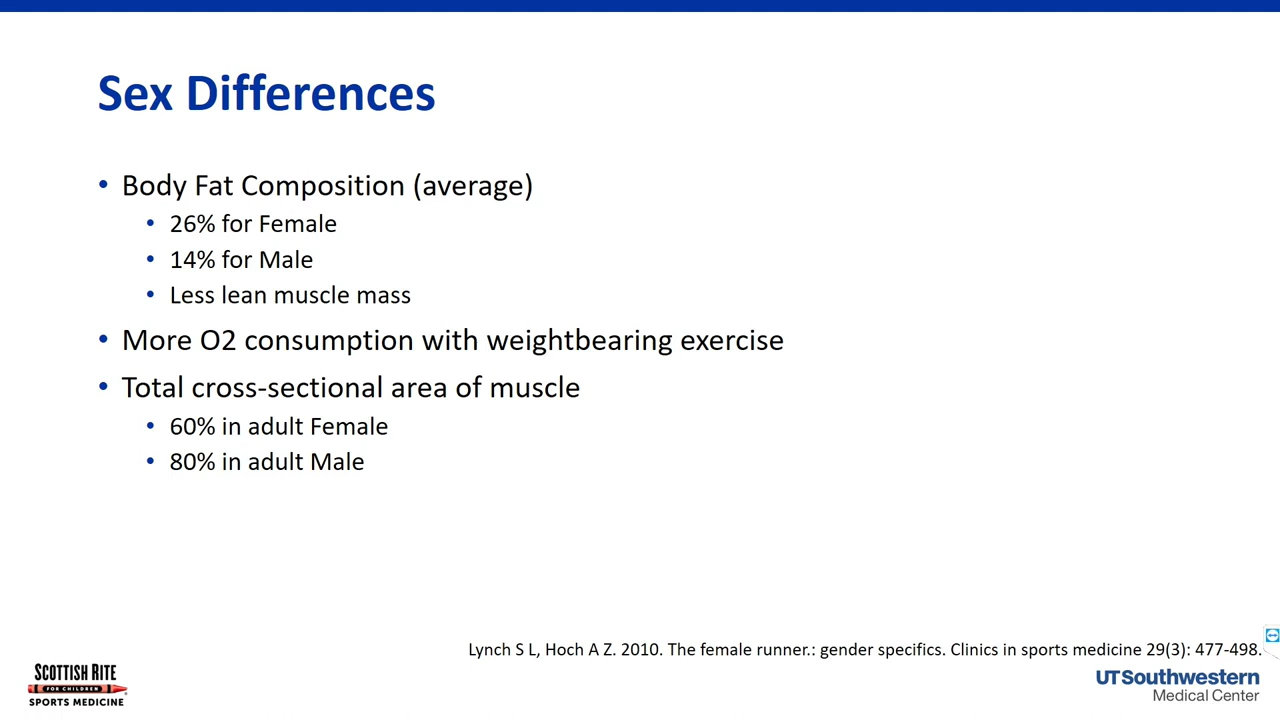 Sex Differences
• Body Fat Composition (average)
• 26% for Female
• 14% for Male
• Less lean muscle mass
• More O2 consumption with weightbearing exercise
• Total cross-sectional area of muscle
• 60% in adult Female
• 80% in adult Male
Lynch S L, Hoch A Z. 2010. The female runner.: gender specifics. Clinics in sports medicine 29(3): 477-498.
SCOTTISH RITE
FOR CHILDREN
SPORTS MEDICINE
UTSouthwestern
Medical Center